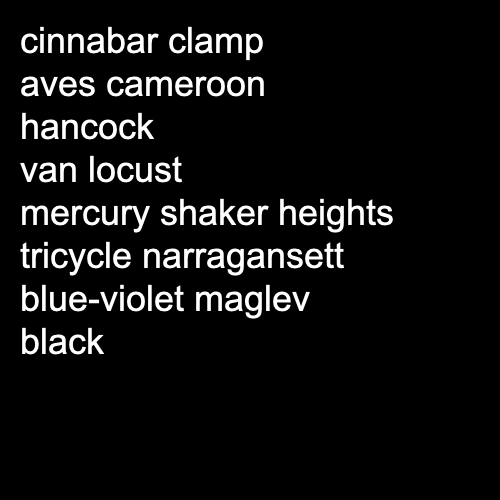 cinnabar clamp
aves cameroon
hancock
van locust
mercury shaker heights
tricycle narragansett
blue-violet maglev
black